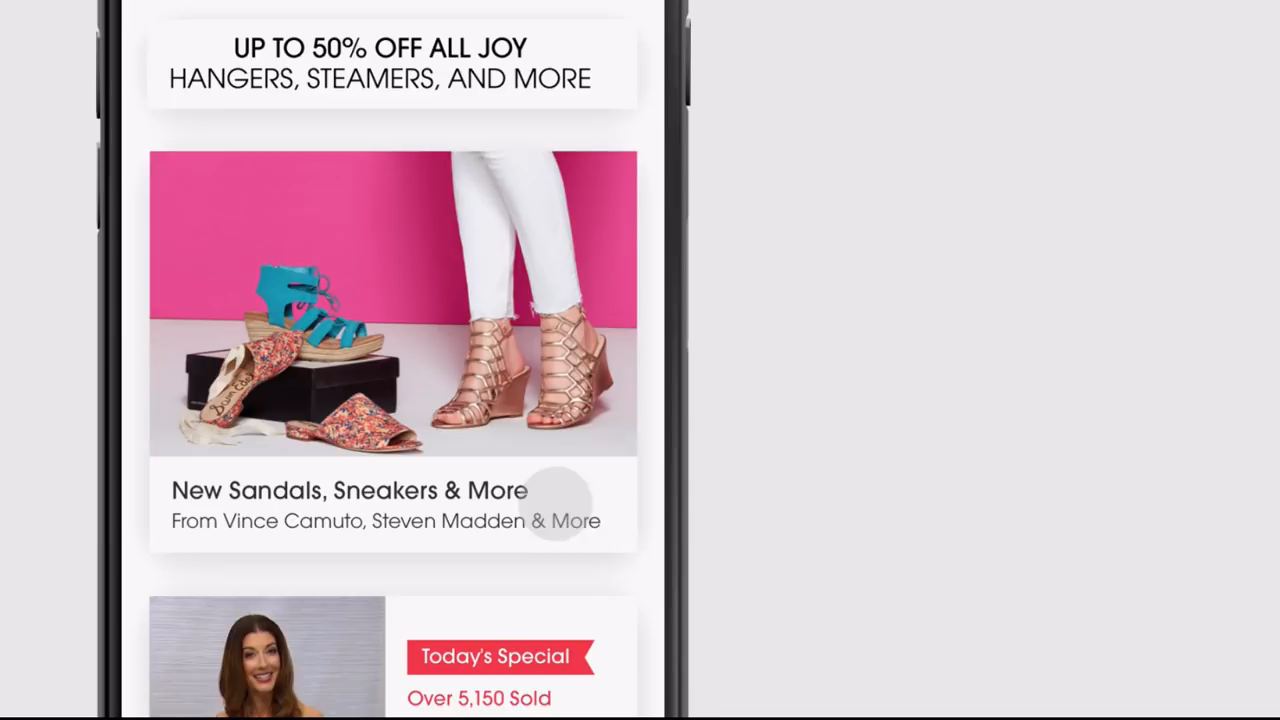 UP TO 50% OFF ALL JOY
HANGERS, STEAMERS, AND MORE
New Sandals, Sneakers & More
From Vince Camuto, Steven Madden & More
Today's Special
Over 5,150 Sold